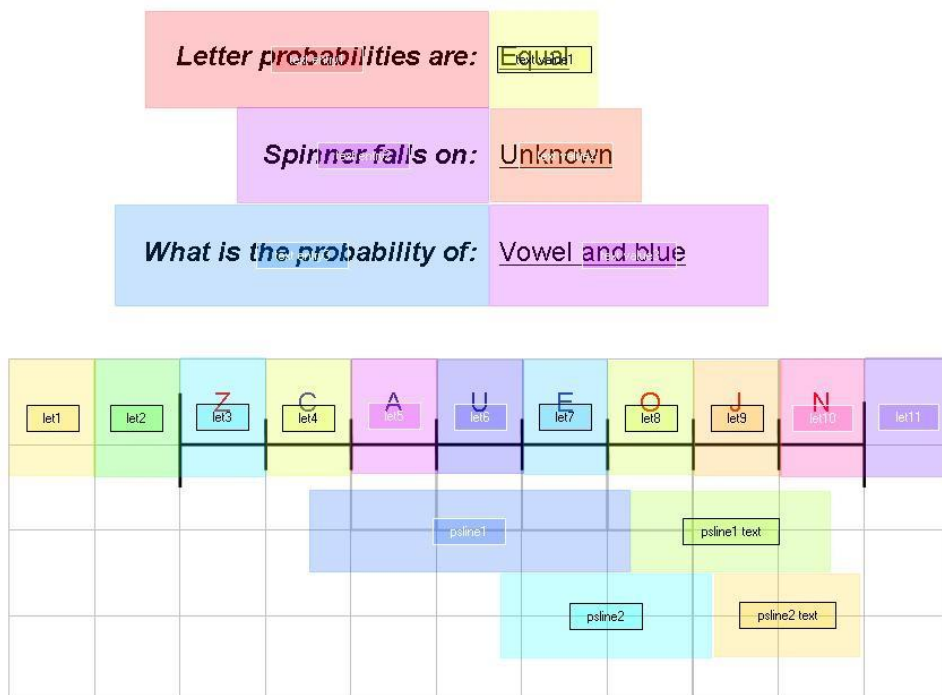 Letter probabilities are: Equal
text value1
Spinner falls on: Unknown
What is the probability of: Vowel and blue
Z C A U E O J N
let1 let2 let3 let4 let5 let6 let7 let8 let9 let10 let11
psline1 psline1 text
psline2 psline2 text